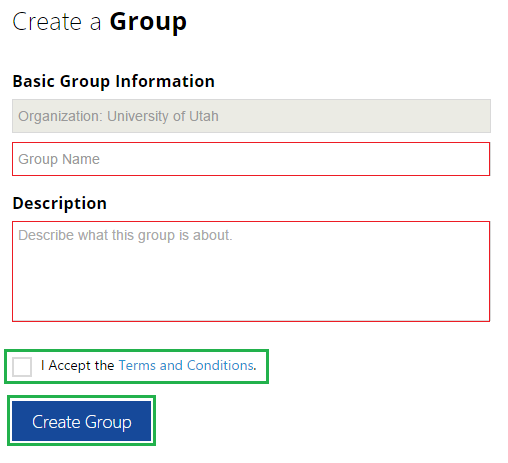 Create a Group
Basic Group Information
Organization: University of Utah
Group Name
Description
Describe what this group is about.
I Accept the Terms and Conditions.
Create Group